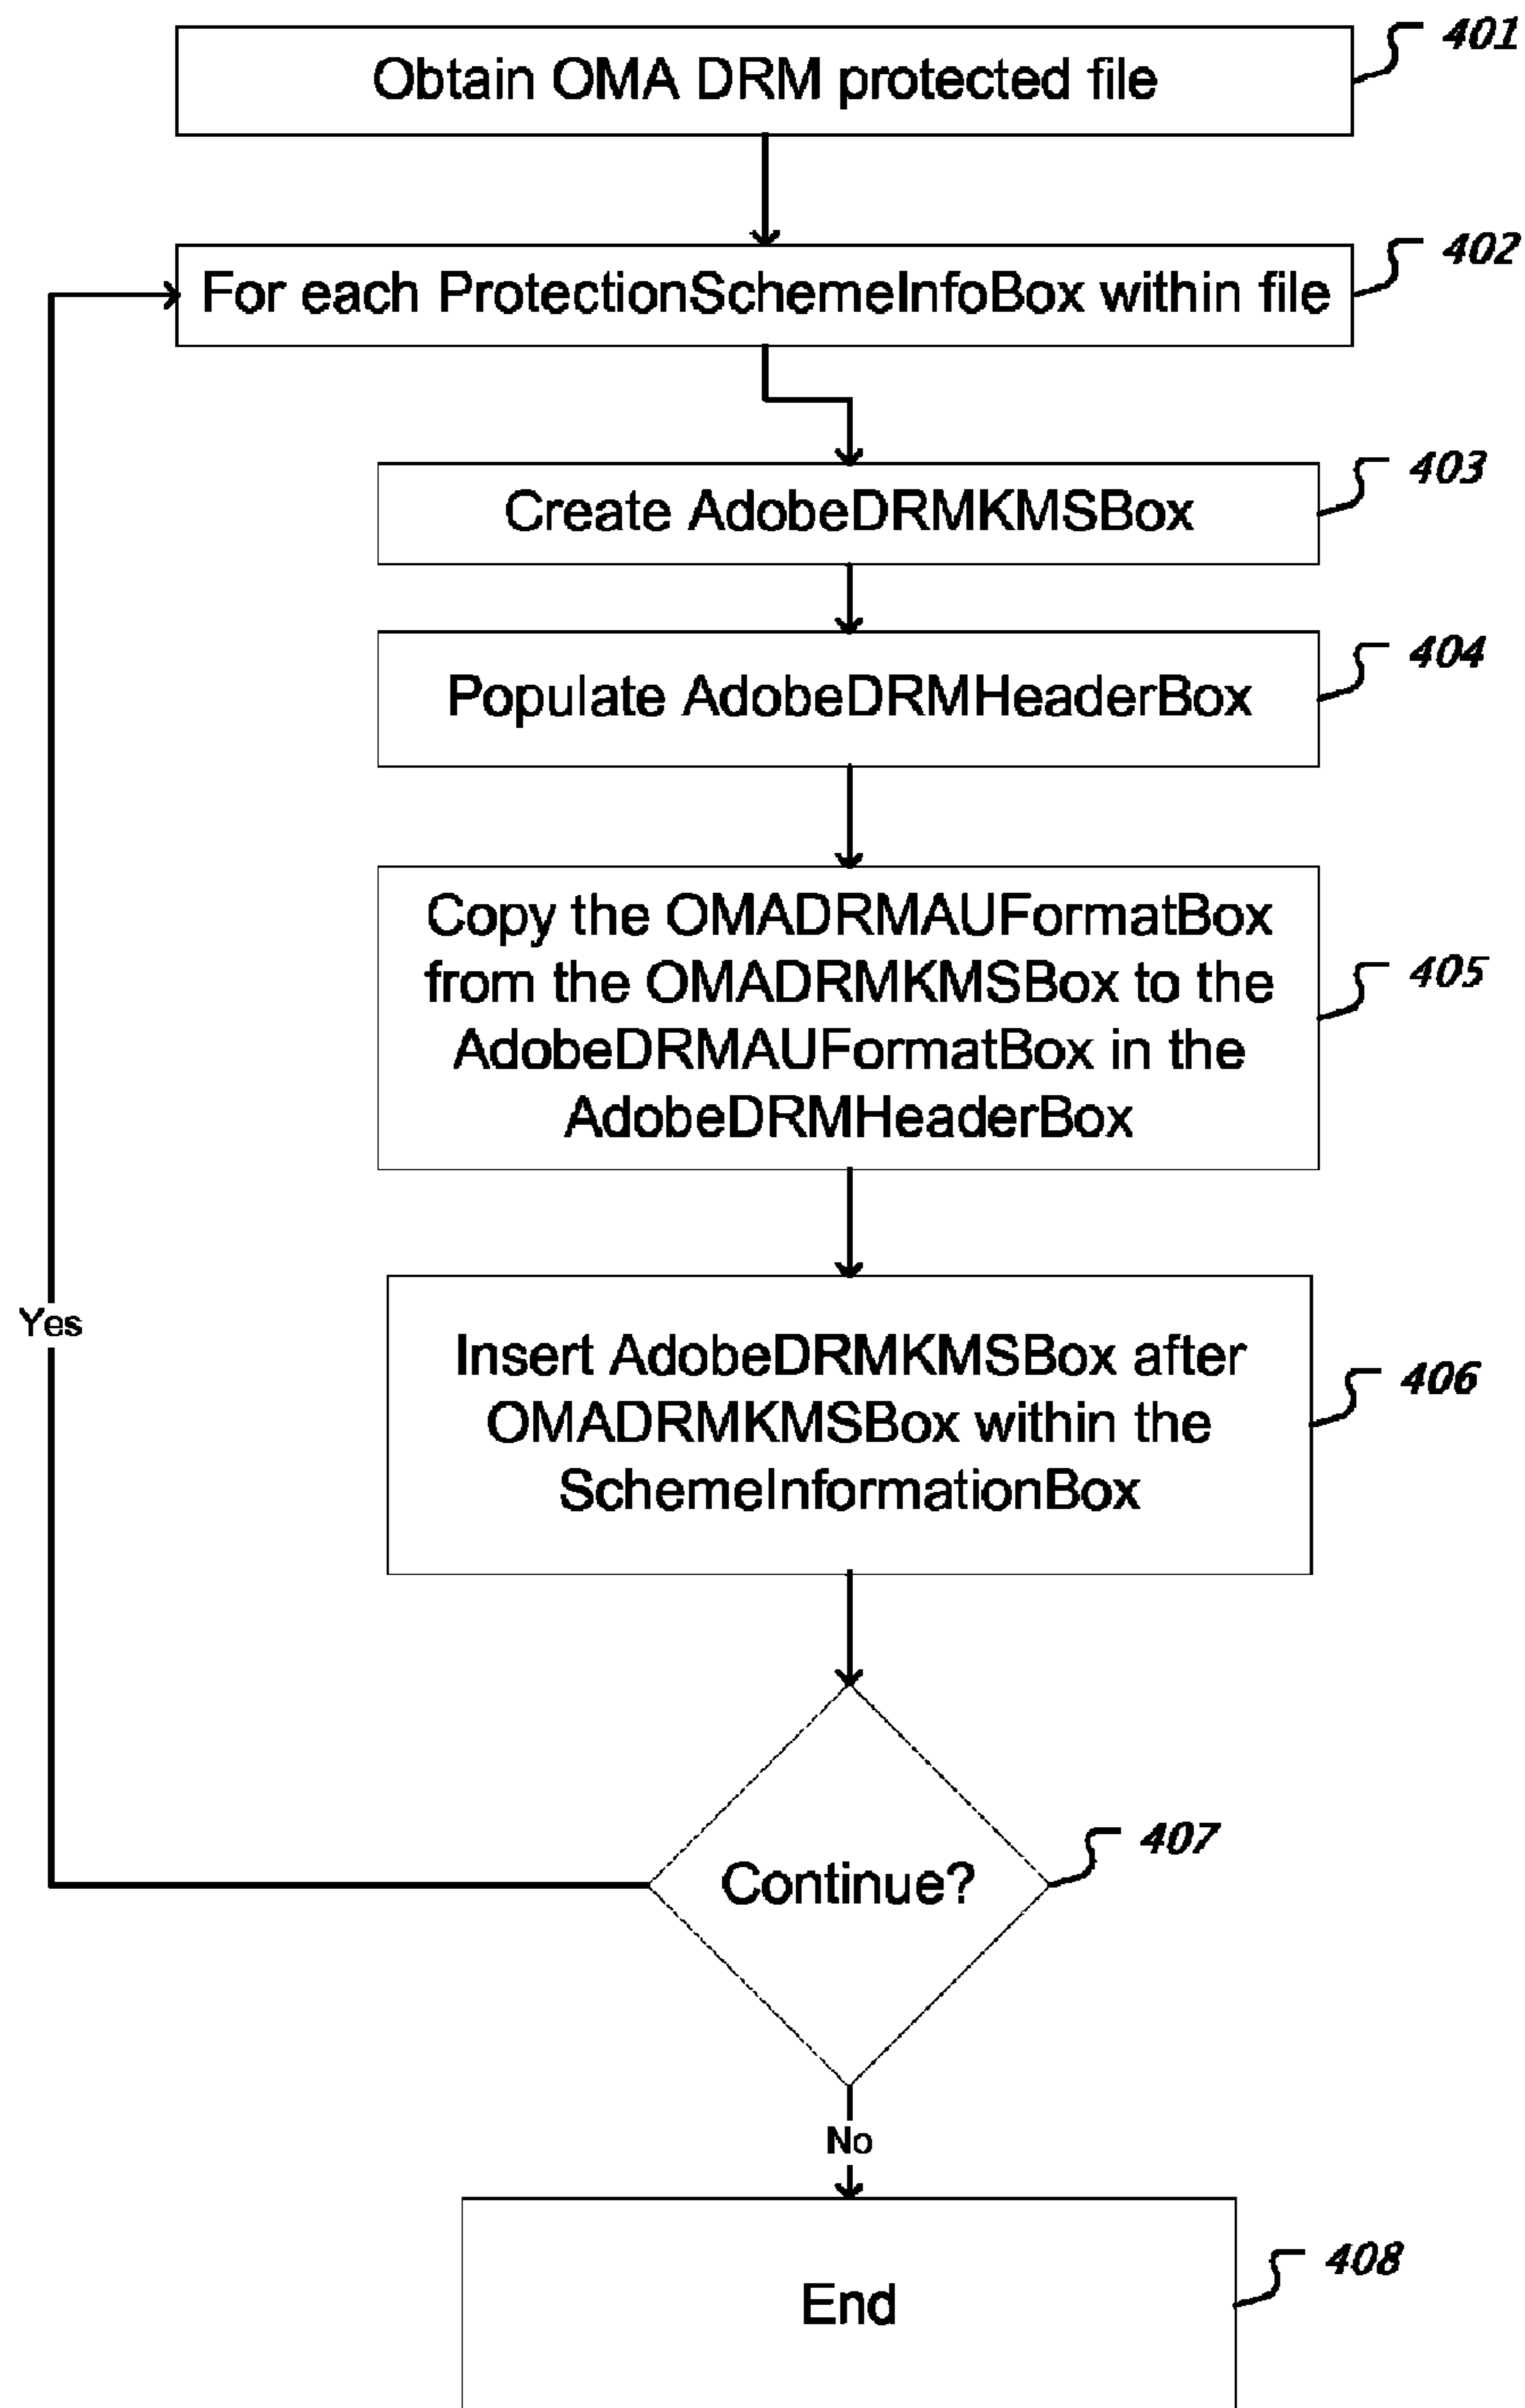 Obtain OMA DRM protected file
401
For each ProtectionSchemeInfoBox within file
402
Create AdobeDRMKMSBox
403
Populate AdobeDRMHeaderBox
404
Copy the OMADRMAUFormatBox
from the OMADRMKMSBox to the
AdobeDRMAUFormatBox in the
AdobeDRMHeaderBox
405
Insert AdobeDRMKMSBox after
OMADRMKMSBox within the
SchemeInformationBox
406
Yes
Continue?
407
No
End
408